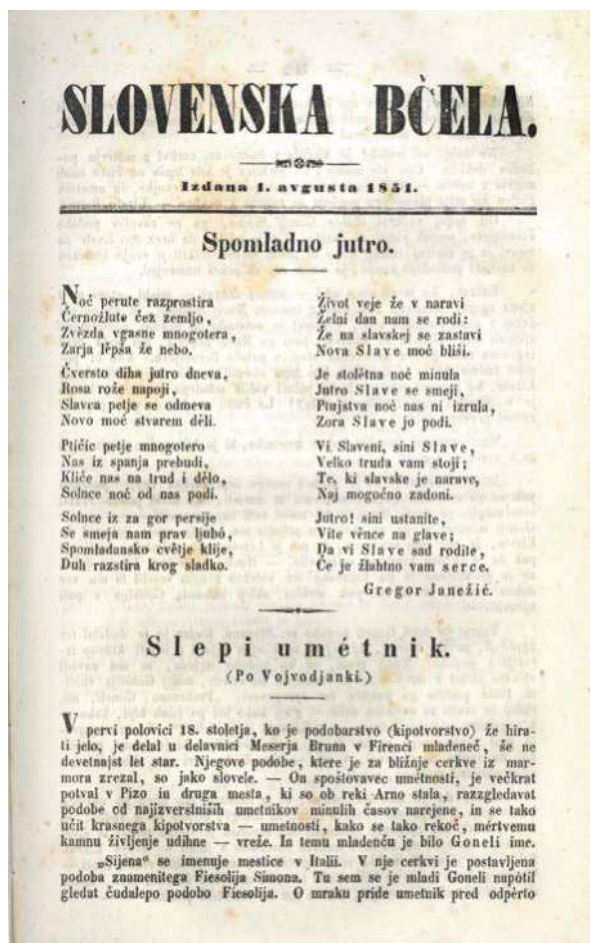 SLOVENSKA BČELA.
Izdana 1. avgusta 1851.
Spomladno jutro.
Noč perute razprostira
Černožlute čez zemljo,
Zvězda vgasne mnogotera,
Zarja lěpša že nebo.
Čversto diha jutro dneva,
Rosa rože napoji,
Slavca petje se odmeva
Novo moč stvarem děli.
Ptičic petje mnogotero
Nas iz spanja prebudi,
Kliče nas na trud i dělo,
Solnce noč od nas podi.
Solnce iz za gor persije
Se smeja nam prav ljubó,
Spomladansko cvětje klije,
Duh razstira krog sladko.
Život veje že v naravi
Želni dan nam se rodi:
Že na slavskej se zastavi
Nova Slave moč bliši.
Je stolětna noč minula
Jutro Slave se smeji,
Ptujstva noč nas ni izrula,
Zora Slave jo podi.
Vi Slaveni, sini Slave,
Velko truda vam stoji;
Te, ki slavske je narave,
Naj mogočno zadoni.
Jutro! sini ustanite,
Vite věnce na glave;
Da vi Slave sad rodite,
Če je žlahtno vam serce.
Gregor Janežić.
Slepi umétnik.
(Po Vojvodjanki.)
V pervi polovici 18. stoletja, ko je podobarstvo (kipotvorstvo) že hira-
ti jelo, je delal u delavnici Meserja Bruna v Firenci mladeneč, še ne
devetnajst let star. Njegove podobe, ktere je za bližnje cerkve iz mar-
mora zrezal, so jako slovele. — On spoštovavec umétnosti, je večkrat
potval v Pizo in druga mesta, ki so ob reki Arno stala, razzgledavat
podobe od najizverstniših umetnikov minulih časov narejene, in se tako
učit krasnega kipotvorstva — umetnosti, kako se tako rekoč, mértvemu
kamnu življenje udihne — vreže. In temu mladenču je bilo Goneli ime.
„Sijena“ se imenuje mestice v Italii. V nje cerkvi je postavljena
podoba znamenitega Fiesolija Simona. Tu sem se je mladi Goneli napótil
gledat čudalepo podobo Fiesolija. O mraku pride umetnik pred odpérto